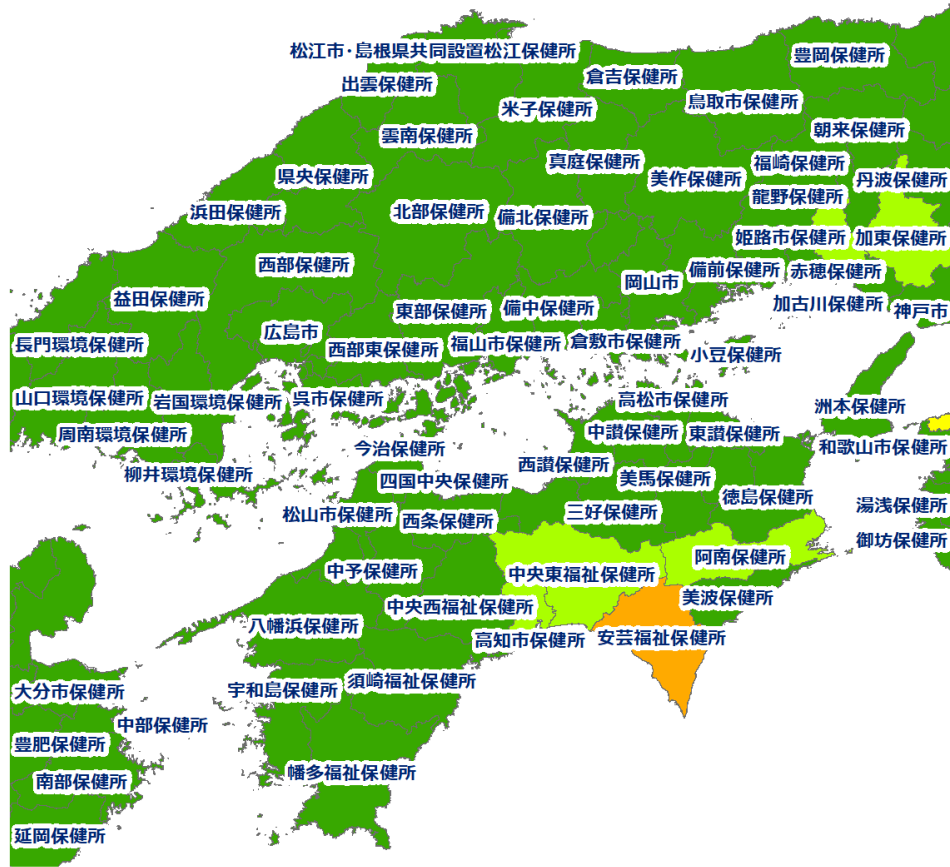 松江市・島根県共同設置松江保健所
豊岡保健所
倉吉保健所
出雲保健所
米子保健所
鳥取市保健所
雲南保健所
朝来保健所
真庭保健所
福崎保健所
県央保健所
美作保健所
丹波保健所
龍野保健所
浜田保健所
北部保健所
備北保健所
姫路市保健所
加東保健所
西部保健所
備前保健所
赤穂保健所
岡山市
益田保健所
加古川保健所
東部保健所
備中保健所
神戸市
広島市
長門環境保健所
西部東保健所
福山市保健所
倉敷市保健所
小豆保健所
山口環境保健所
岩国環境保健所
呉市保健所
高松市保健所
洲本保健所
周南環境保健所
中讃保健所
東讃保健所
今治保健所
和歌山市保健所
柳井環境保健所
四国中央保健所
西讃保健所
美馬保健所
徳島保健所
湯浅保健所
松山市保健所
西条保健所
三好保健所
御坊保健所
阿南保健所
中予保健所
中央東福祉保健所
美波保健所
中央西福祉保健所
八幡浜保健所
高知市保健所
安芸福祉保健所
大分市保健所
宇和島保健所
須崎福祉保健所
中部保健所
豊肥保健所
幡多福祉保健所
南部保健所
延岡保健所